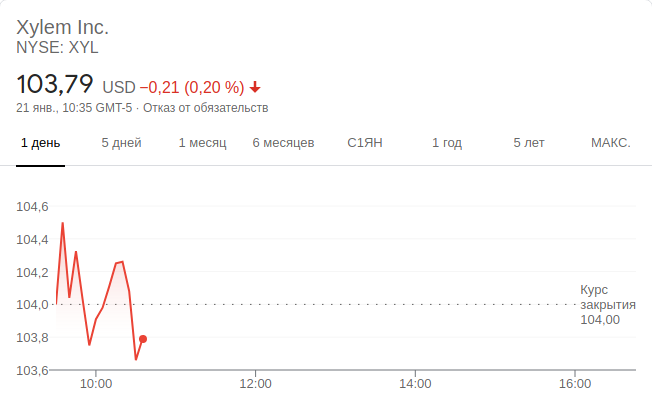 Xylem Inc.
NYSE: XYL
103,79 USD −0,21 (0,20 %)
21 янв., 10:35 GMT-5 · Отказ от обязательств
1 день 5 дней 1 месяц 6 месяцев С1ЯН 1 год 5 лет МАКС.
104,6
104,4
104,2
104,0
103,8
103,6
Курс
закрытия
104,00
10:00 12:00 14:00 16:00